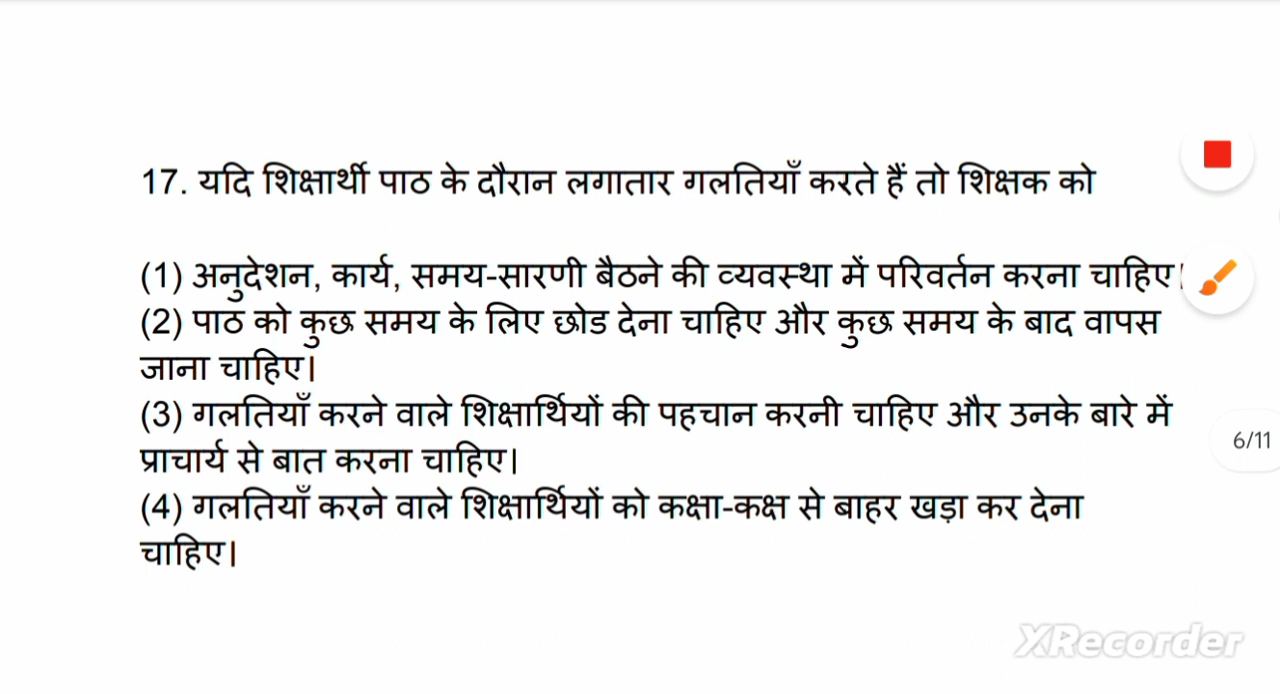 17. यदि शिक्षार्थी पाठ के दौरान लगातार गलतियाँ करते हैं तो शिक्षक को
(1) अनुदेशन, कार्य, समय-सारणी बैठने की व्यवस्था में परिवर्तन करना चाहिए।
(2) पाठ को कुछ समय के लिए छोड देना चाहिए और कुछ समय के बाद वापस
जाना चाहिए।
(3) गलतियाँ करने वाले शिक्षार्थियों की पहचान करनी चाहिए और उनके बारे में
प्राचार्य से बात करना चाहिए।
6/11
(4) गलतियाँ करने वाले शिक्षार्थियों को कक्षा-कक्ष से बाहर खड़ा कर देना
चाहिए।
XRecorder